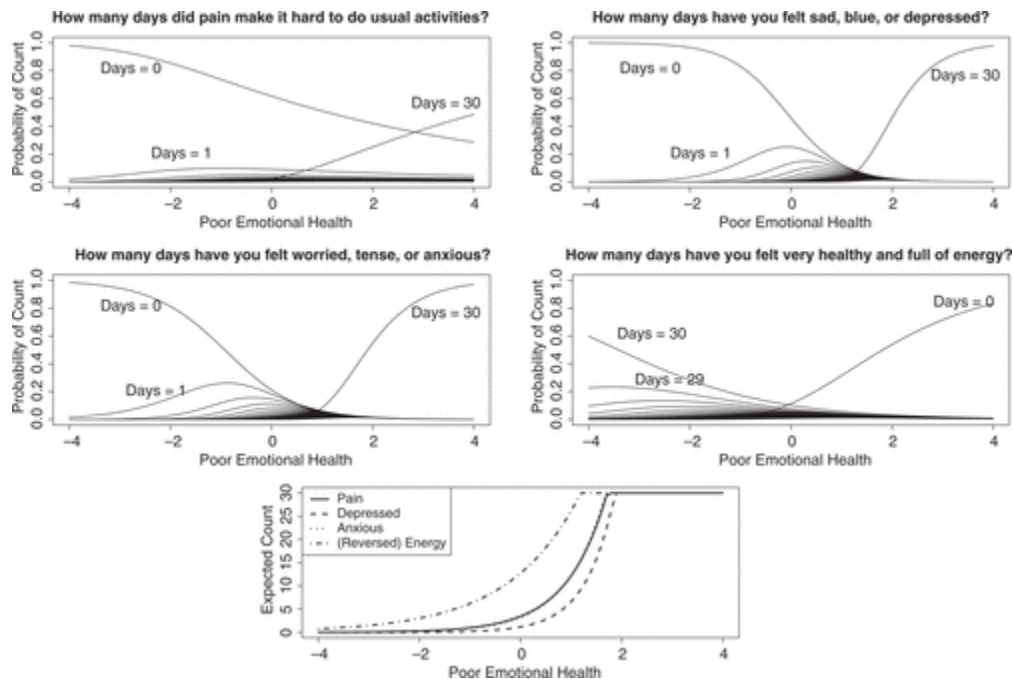 How many days did pain make it hard to do usual activities?
Probability of Count
0.0 0.2 0.4 0.6 0.8 1.0
Days = 0
Days = 30
Days = 1
−4 −2 0 2 4
Poor Emotional Health
How many days have you felt sad, blue, or depressed?
Probability of Count
0.0 0.2 0.4 0.6 0.8 1.0
Days = 0
Days = 30
Days = 1
−4 −2 0 2 4
Poor Emotional Health
How many days have you felt worried, tense, or anxious?
Probability of Count
0.0 0.2 0.4 0.6 0.8 1.0
Days = 0
Days = 30
Days = 1
−4 −2 0 2 4
Poor Emotional Health
How many days have you felt very healthy and full of energy?
Probability of Count
0.0 0.2 0.4 0.6 0.8 1.0
Days = 0
Days = 30
Days = 29
−4 −2 0 2 4
Poor Emotional Health
Expected Count
0 5 10 15 20 25 30
Pain
Depressed
Anxious
(Reversed) Energy
−4 −2 0 2 4
Poor Emotional Health